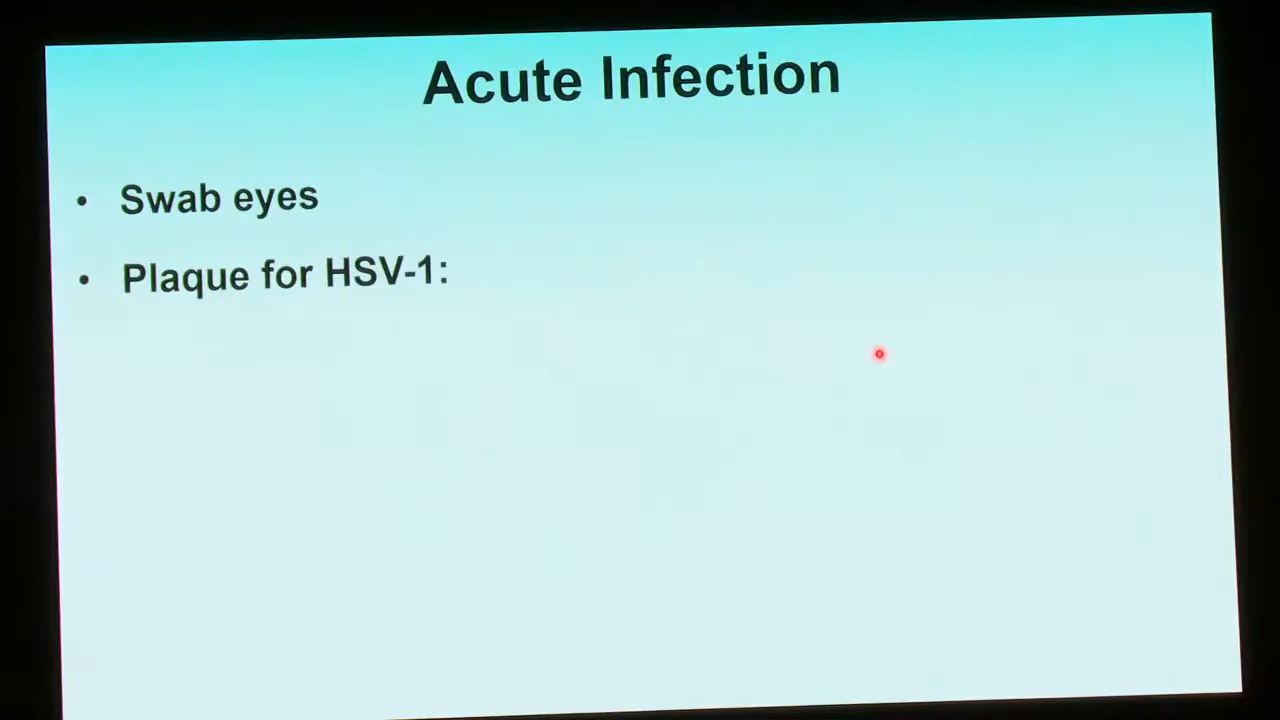 Acute Infection
• Swab eyes
• Plaque for HSV-1: